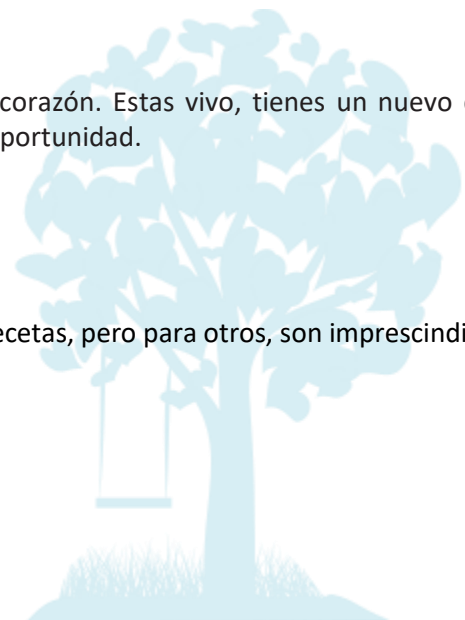 corazón. Estas vivo, tienes un nuevo
portunidad.
ecetas, pero para otros, son imprescindi